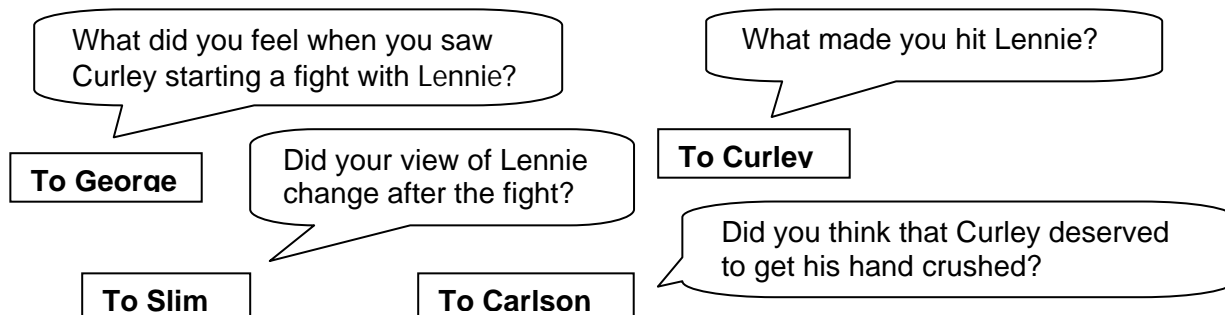 What did you feel when you saw
Curley starting a fight with Lennie?
To George
What made you hit Lennie?
To Curley
Did your view of Lennie
change after the fight?
To Slim
Did you think that Curley deserved
to get his hand crushed?
To Carlson